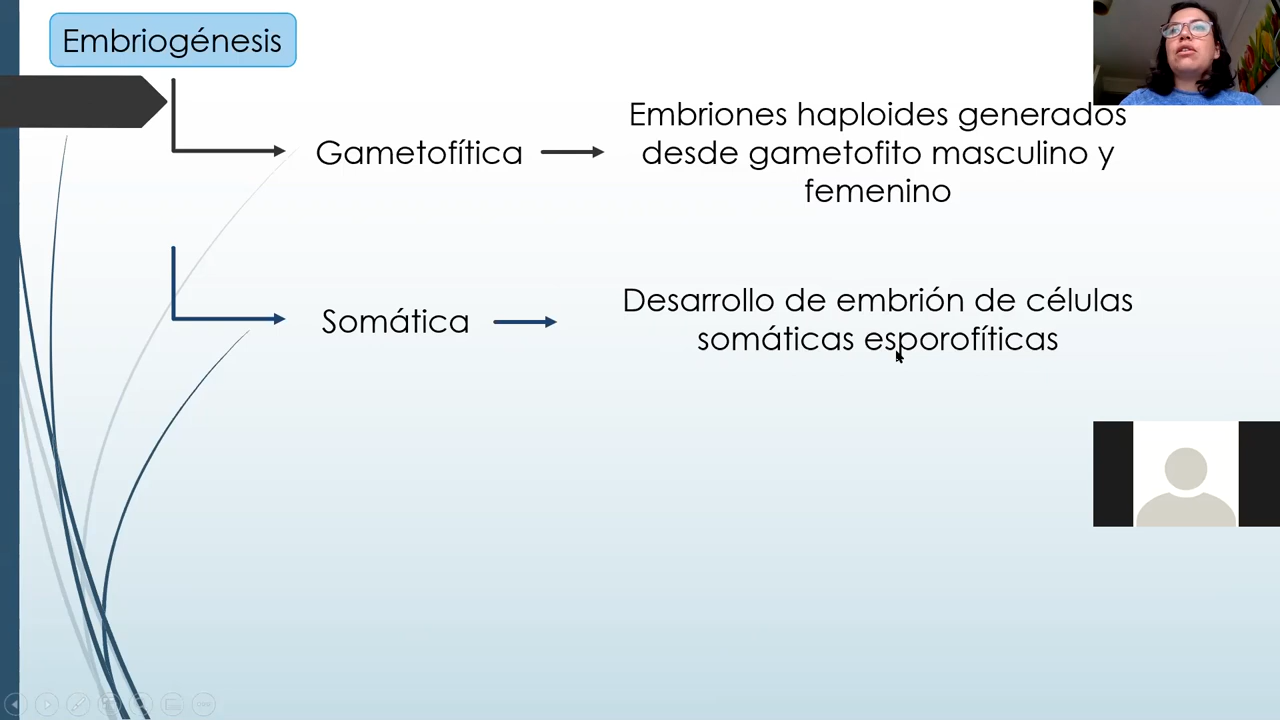 Embriogénesis
Gametofítica
Embriones haploides generados
desde gametofito masculino y
femenino
Somática
Desarrollo de embrión de células
somáticas esporofíticas